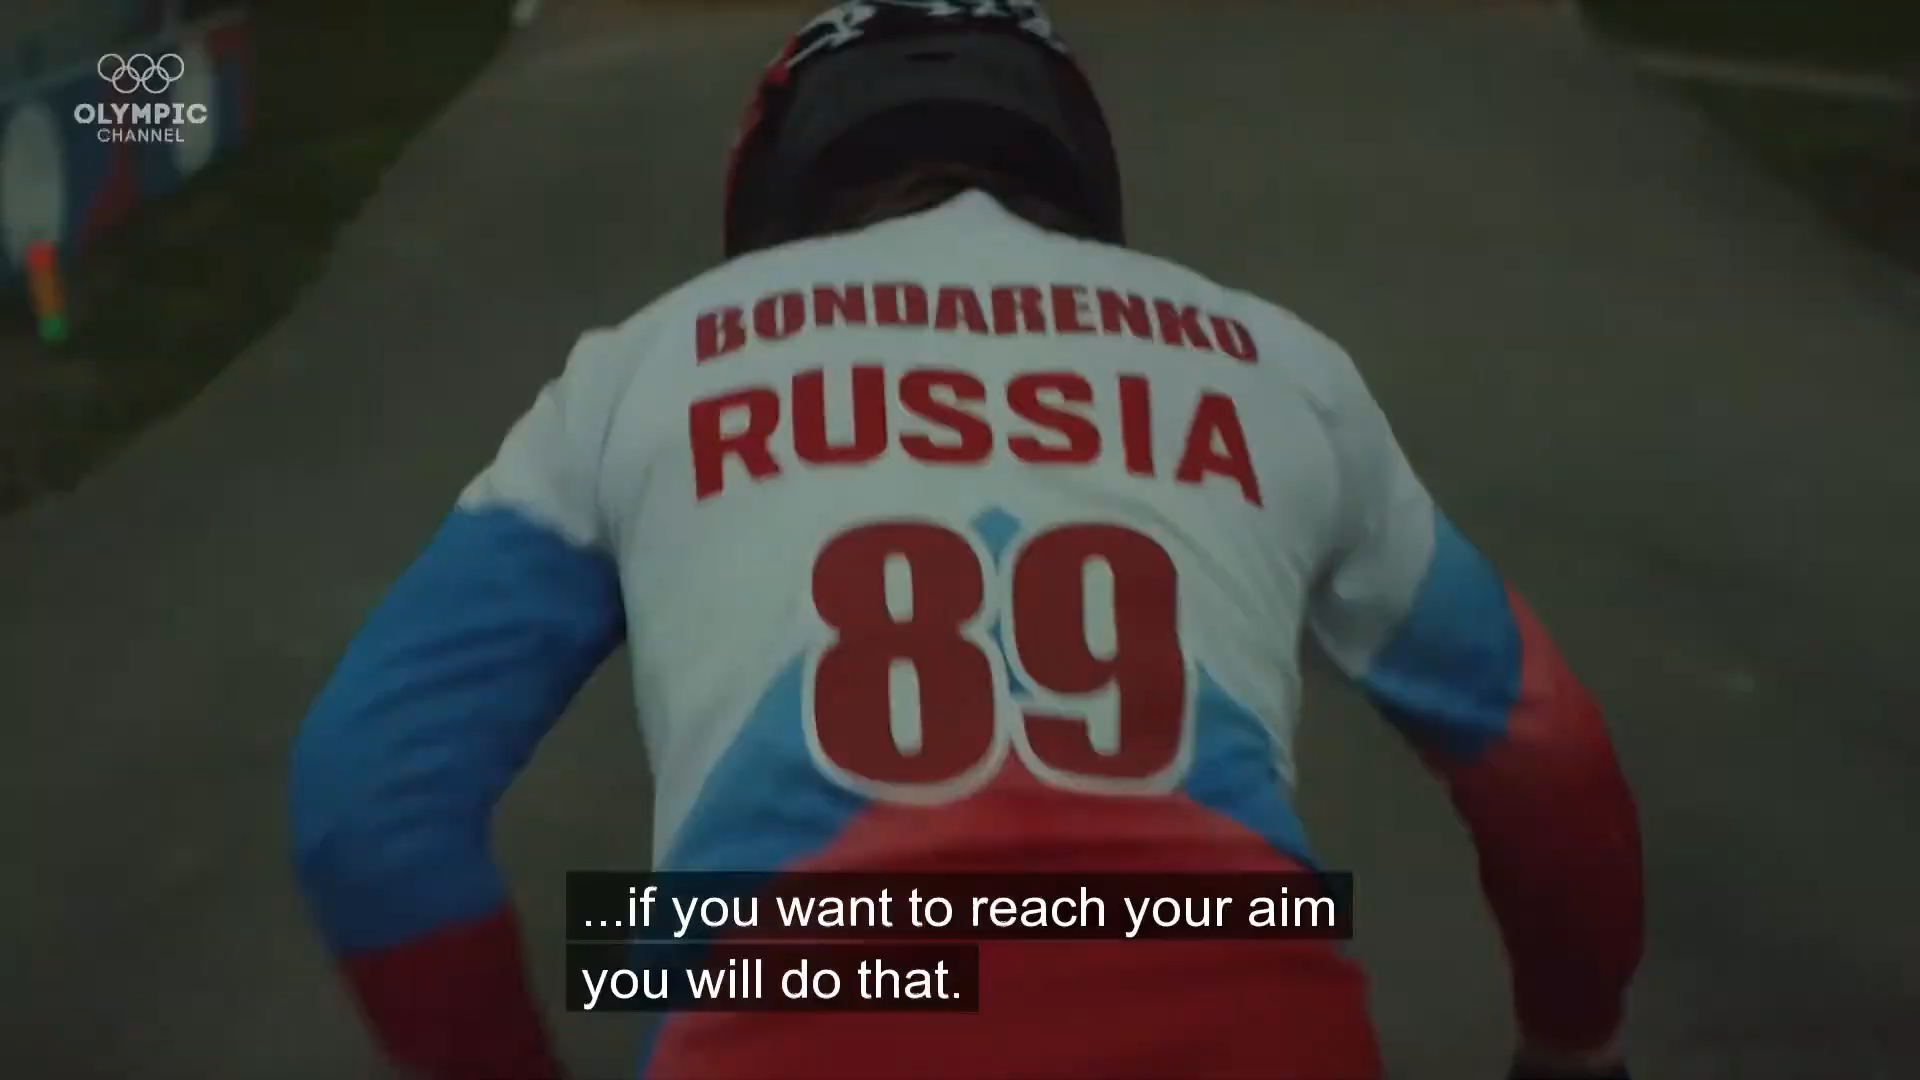 OLYMPIC
CHANNEL
BONDARENKO
RUSSIA
89
...if you want to reach your aim
you will do that.